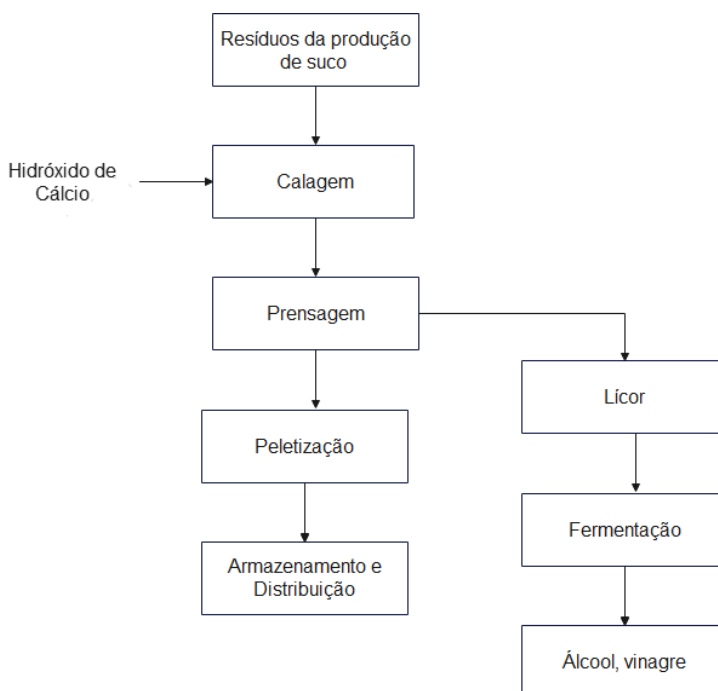 Resíduos da produção
de suco
Hidróxido de
Cálcio
Calagem
Prensagem
Lícor
Peletização
Fermentação
Armazenamento e
Distribuição
Álcool, vinagre